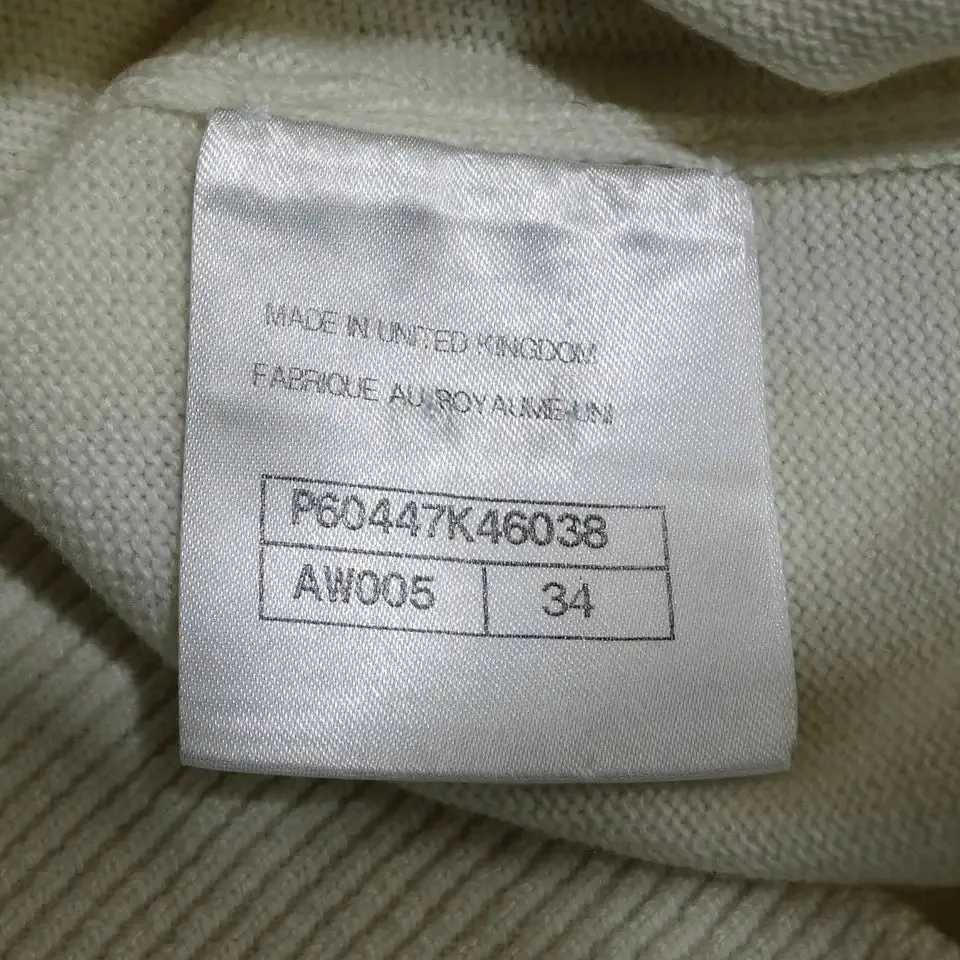 MADE IN UNITED KINGDOM
FABRIQUE AU ROYAUME-UNI
P60447K46038
AW005 34